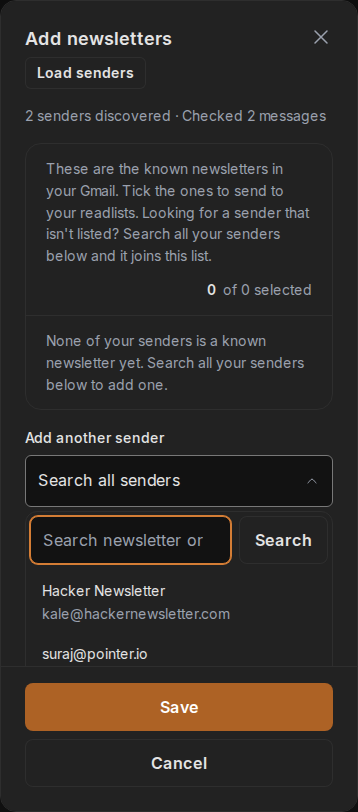 Add newsletters
Load senders
2 senders discovered · Checked 2 messages
These are the known newsletters in
your Gmail. Tick the ones to send to
your readlists. Looking for a sender that
isn't listed? Search all your senders
below and it joins this list.
0 of 0 selected
None of your senders is a known
newsletter yet. Search all your senders
below to add one.
Add another sender
Search all senders
Search newsletter or
Search
Hacker Newsletter
kale@hackernewsletter.com
suraj@pointer.io
Save
Cancel